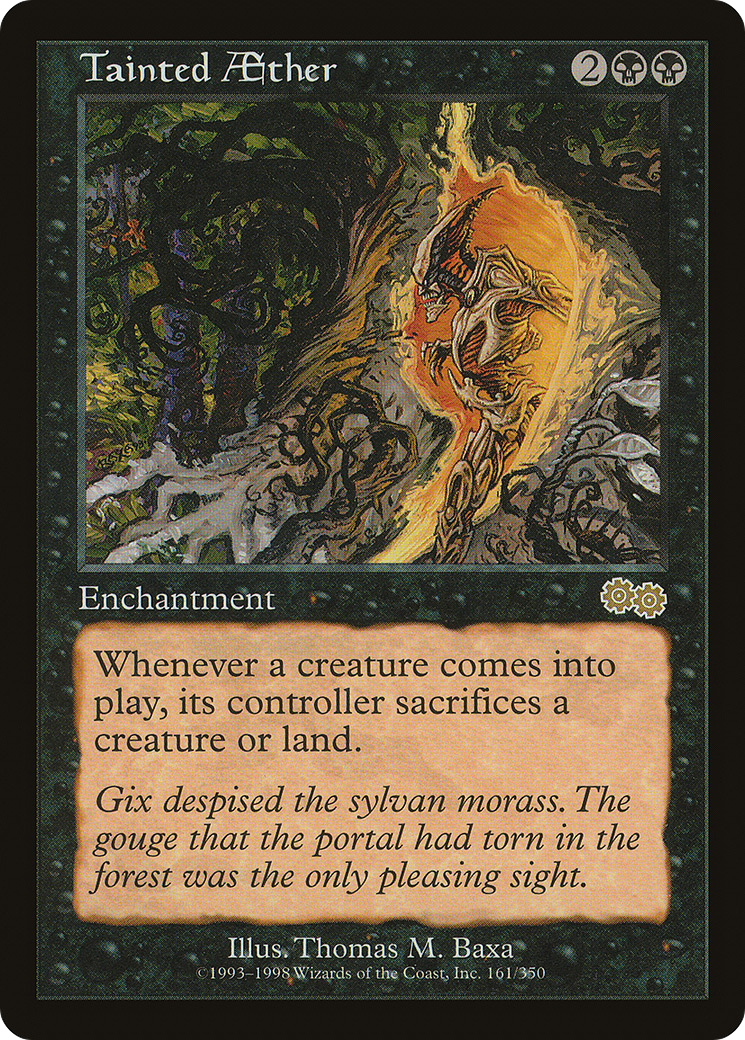 Tainted Æther
2
Enchantment
Whenever a creature comes into
play, its controller sacrifices a
creature or land.
Gix despised the sylvan morass. The
gouge that the portal had torn in the
forest was the only pleasing sight.
Illus. Thomas M. Baxa
©1993–1998 Wizards of the Coast, Inc. 161/350